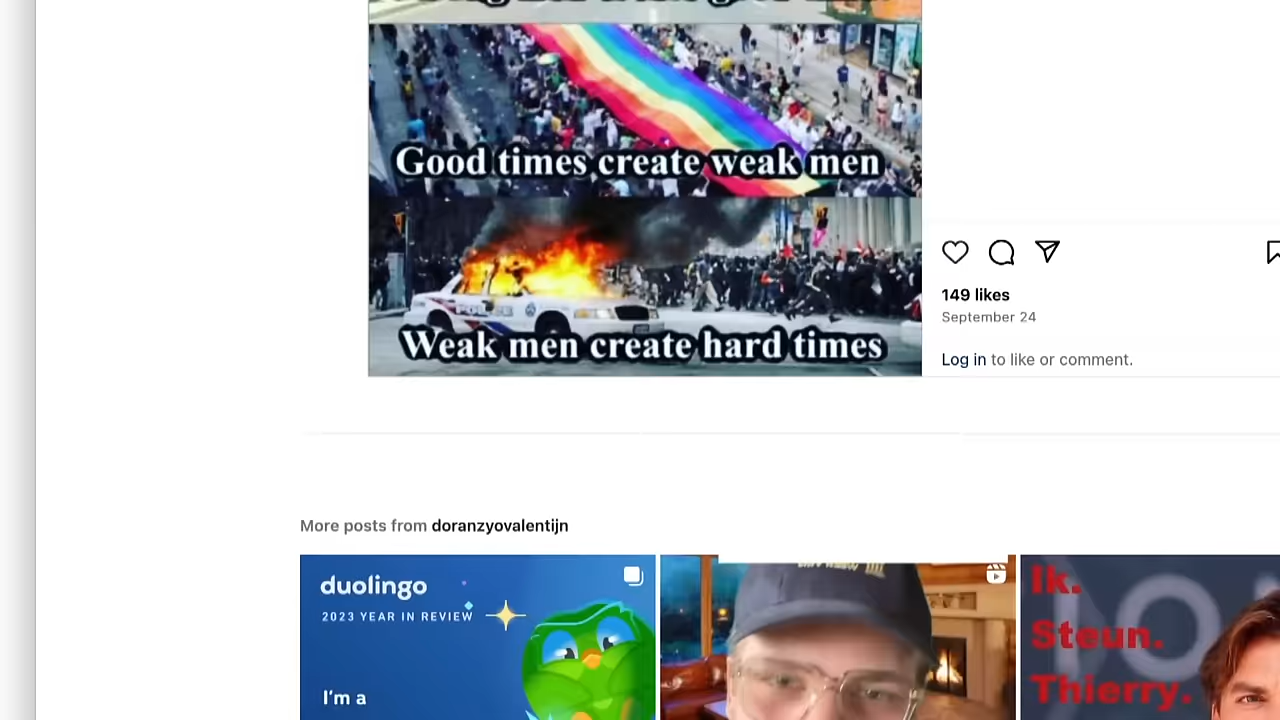 Good times create weak men
Weak men create hard times
149 likes
September 24
Log in to like or comment.
More posts from doranzyovalentijn
duolingo
2023 YEAR IN REVIEW
I'm a
Ik.
Steun.
Thierry.